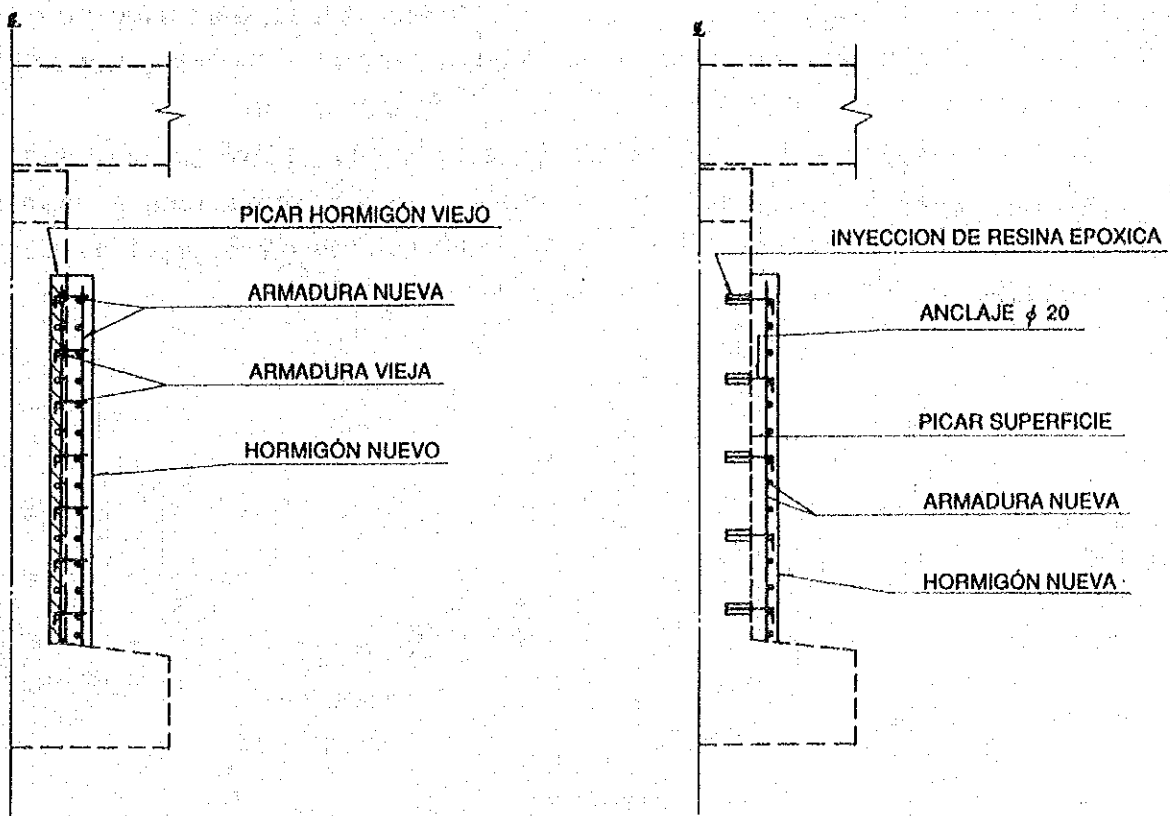 ℄
PICAR HORMIGÓN VIEJO
ARMADURA NUEVA
ARMADURA VIEJA
HORMIGÓN NUEVO
℄
INYECCION DE RESINA EPOXICA
ANCLAJE ϕ 20
PICAR SUPERFICIE
ARMADURA NUEVA
HORMIGÓN NUEVA